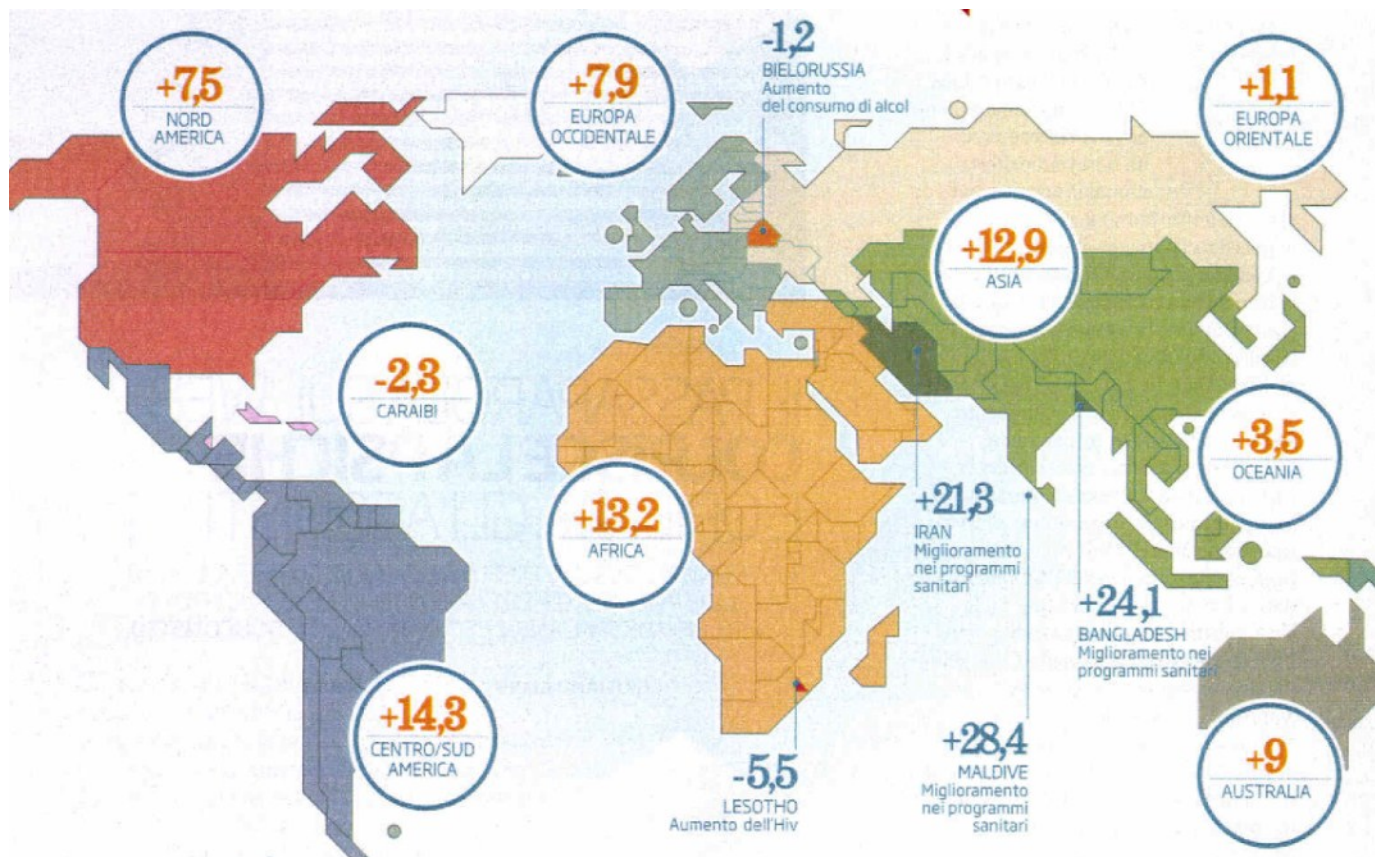 +7,5
NORD
AMERICA
+7,9
EUROPA
OCCIDENTALE
-1,2
BIELORUSSIA
Aumento
del consumo di alcol
+1,1
EUROPA
ORIENTALE
+12,9
ASIA
-2,3
CARAIBI
+13,2
AFRICA
+21,3
IRAN
Miglioramento
nei programmi
sanitari
+3,5
OCEANIA
+24,1
BANGLADESH
Miglioramento nei
programmi sanitari
+14,3
CENTRO/SUD
AMERICA
-5,5
LESOTHO
Aumento dell'Hiv
+28,4
MALDIVE
Miglioramento
nei programmi
sanitari
+9
AUSTRALIA